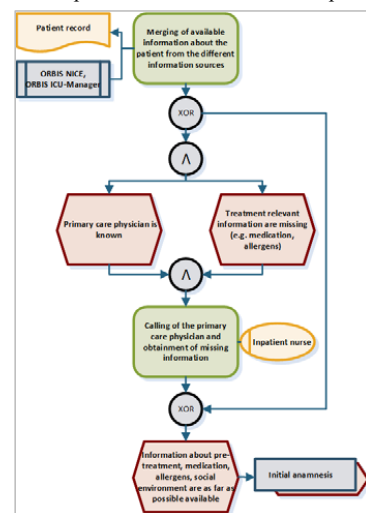 Patient record
Merging of available
information about the
patient from the different
information sources
ORBIS NICE,
ORBIS ICU-Manager
XOR
Λ
Primary care physician is
known
Treatment relevant
information are missing
(e.g. medication,
allergens)
Λ
Calling of the primary
care physician and
obtainment of missing
information
Inpatient nurse
XOR
Information about pre-
treatment, medication,
allergens, social
environment are as far as
possible available
Initial anamnesis